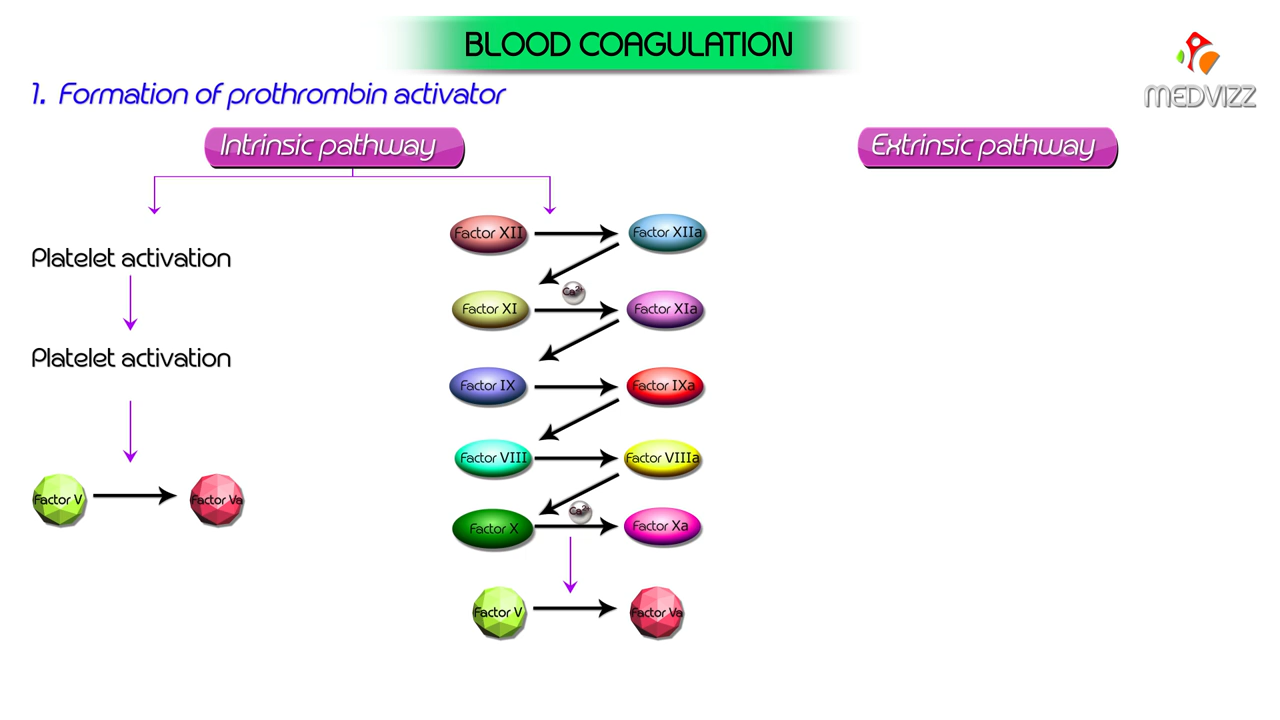 BLOOD COAGULATION
MEDVIZZ
1. Formation of prothrombin activator
Intrinsic pathway
Extrinsic pathway
Platelet activation
Platelet activation
Factor V
Factor Va
Factor XII
Factor XIIa
Factor XI
Ca2+
Factor XIa
Factor IX
Factor IXa
Factor VIII
Factor VIIIa
Factor X
Ca2+
Factor Xa
Factor V
Factor Va